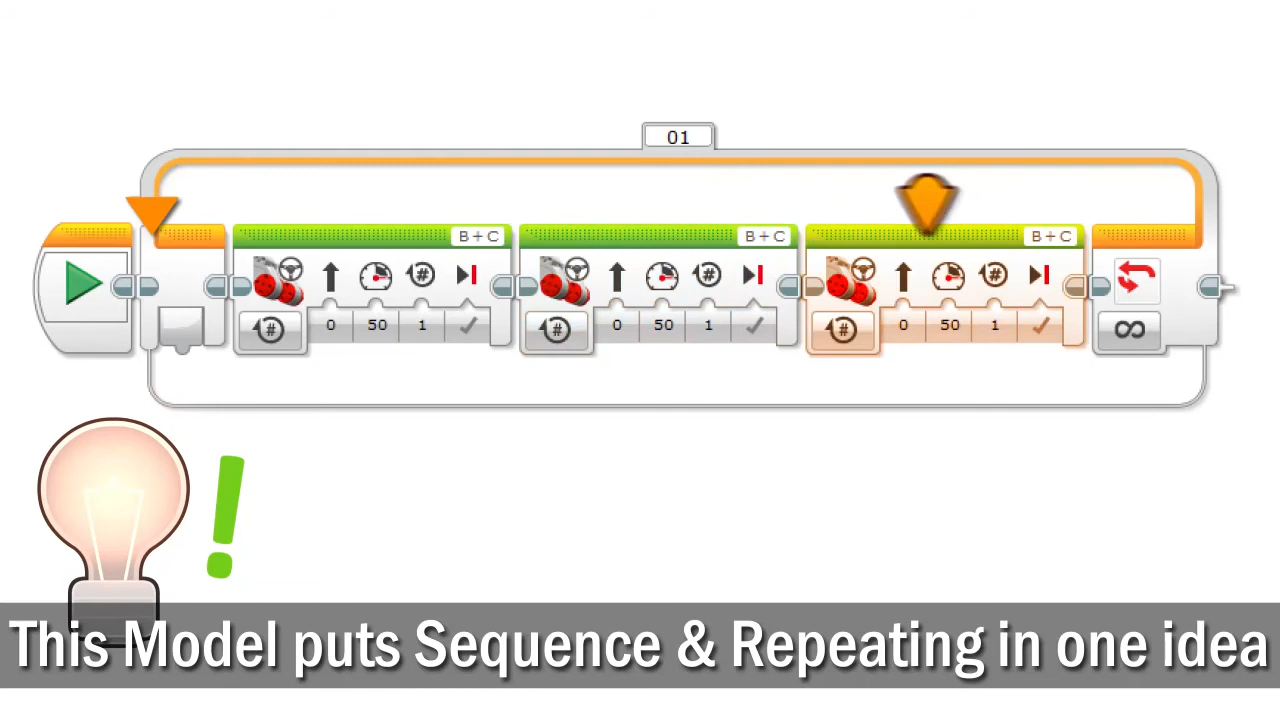 01
B+C
B+C
B+C
#
#
#
0 50 1
0 50 1
0 50 1
#
#
#
∞
!
This Model puts Sequence & Repeating in one idea